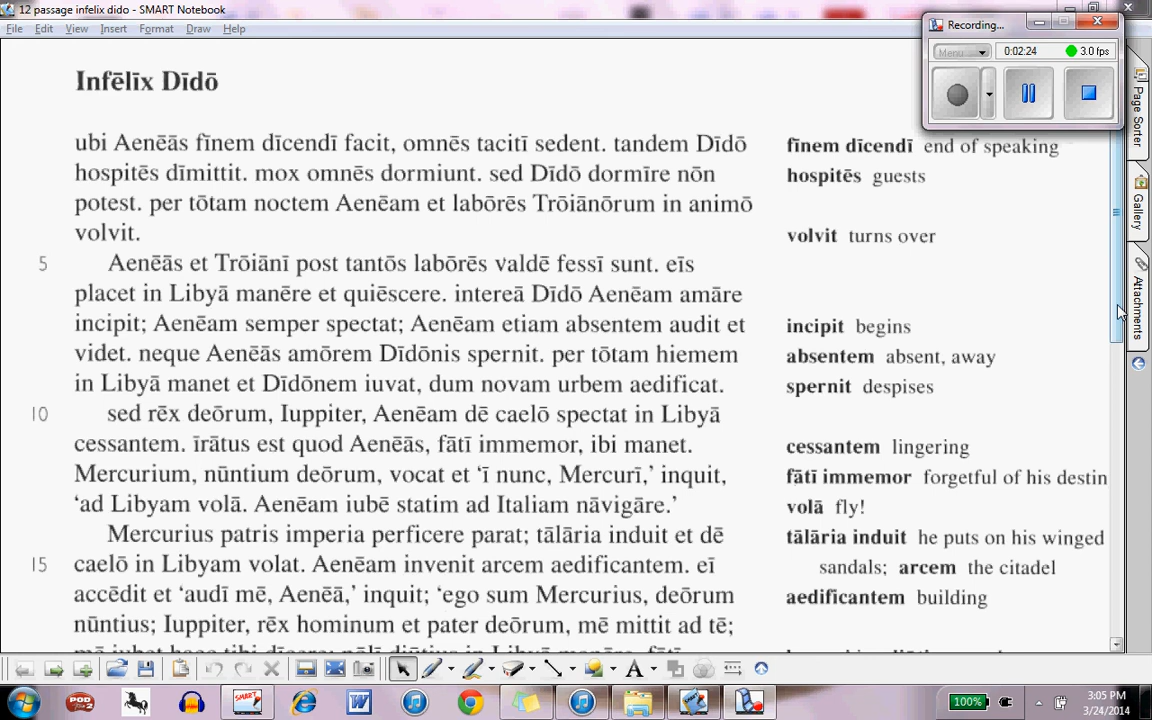 12 passage infelix dido - SMART Notebook
File Edit View Insert Format Draw Help
Recording...
Menu
0:02:24
3.0 fps
Page Sorter
Gallery
Attachments
Infēlīx Dīdō
ubi Aenēās fīnem dīcendī facit, omnēs tacitī sedent. tandem Dīdō
hospitēs dīmittit. mox omnēs dormiunt. sed Dīdō dormīre nōn
potest. per tōtam noctem Aenēam et labōrēs Trōiānōrum in animō
volvit.
5 Aenēās et Trōiānī post tantōs labōrēs valdē fessī sunt. eīs
placet in Libyā manēre et quiēscere. intereā Dīdō Aenēam amāre
incipit; Aenēam semper spectat; Aenēam etiam absentem audit et
videt. neque Aenēās amōrem Dīdōnis spernit. per tōtam hiemem
in Libyā manet et Dīdōnem iuvat, dum novam urbem aedificat.
10 sed rēx deōrum, Iuppiter, Aenēam dē caelō spectat in Libyā
cessantem. īrātus est quod Aenēās, fātī immemor, ibi manet.
Mercurium, nūntium deōrum, vocat et ‘ī nunc, Mercurī,’ inquit,
‘ad Libyam volā. Aenēam iubē statim ad Italiam nāvigāre.’
Mercurius patris imperia perficere parat; tālāria induit et dē
15 caelō in Libyam volat. Aenēam invenit arcem aedificantem. eī
accēdit et ‘audī mē, Aenēā,’ inquit; ‘ego sum Mercurius, deōrum
nūntius; Iuppiter, rēx hominum et pater deōrum, mē mittit ad tē;
fīnem dīcendī end of speaking
hospitēs guests
volvit turns over
incipit begins
absentem absent, away
spernit despises
cessantem lingering
fātī immemor forgetful of his destin
volā fly!
tālāria induit he puts on his winged
sandals; arcem the citadel
aedificantem building
100%
3:05 PM
3/24/2014